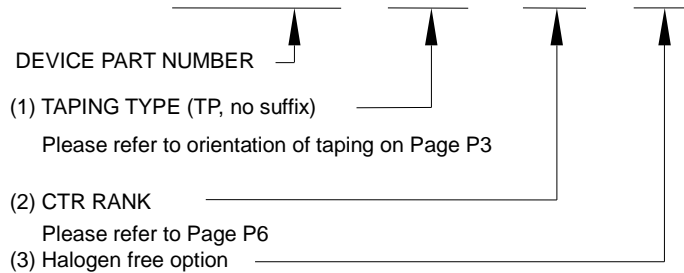 DEVICE PART NUMBER
(1) TAPING TYPE (TP, no suffix)
Please refer to orientation of taping on Page P3
(2) CTR RANK
Please refer to Page P6
(3) Halogen free option